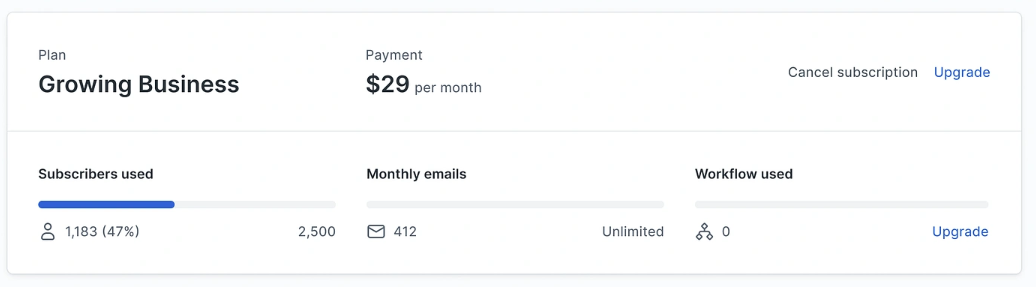 Plan
Growing Business
Payment
$29 per month
Cancel subscription
Upgrade
Subscribers used
1,183 (47%)
2,500
Monthly emails
412
Unlimited
Workflow used
0
Upgrade